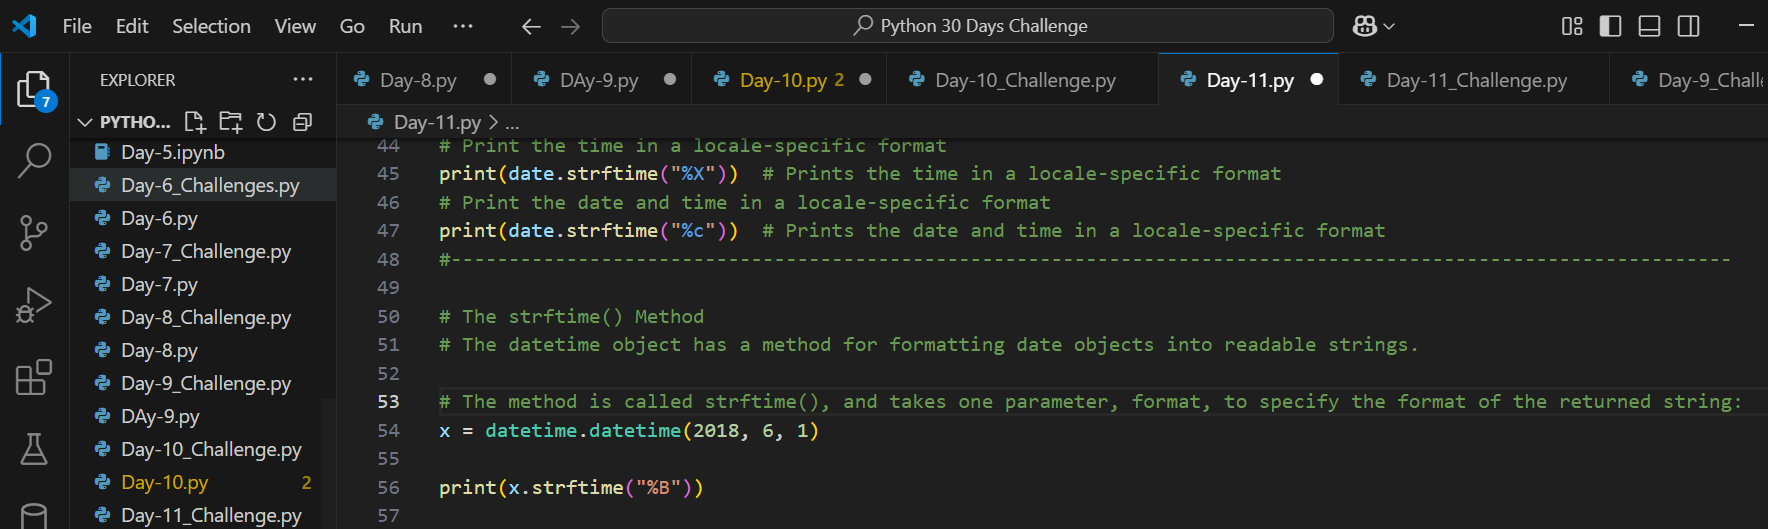 File Edit Selection View Go Run ··· Python 30 Days Challenge
EXPLORER ···
Day-8.py DAy-9.py Day-10.py 2 Day-10_Challenge.py Day-11.py Day-11_Challenge.py Day-9_Chall
7
PYTHO...
Day-11.py > ...
Day-5.ipynb
Day-6_Challenges.py
Day-6.py
Day-7_Challenge.py
Day-7.py
Day-8_Challenge.py
Day-8.py
Day-9_Challenge.py
DAy-9.py
Day-10_Challenge.py
Day-10.py 2
Day-11_Challenge.py
44 # Print the time in a locale-specific format
45 print(date.strftime("%X")) # Prints the time in a locale-specific format
46 # Print the date and time in a locale-specific format
47 print(date.strftime("%c")) # Prints the date and time in a locale-specific format
48 #---------------------------------------------------------------------------------------------------------------
49
50 # The strftime() Method
51 # The datetime object has a method for formatting date objects into readable strings.
52
53 # The method is called strftime(), and takes one parameter, format, to specify the format of the returned string:
54 x = datetime.datetime(2018, 6, 1)
55
56 print(x.strftime("%B"))
57